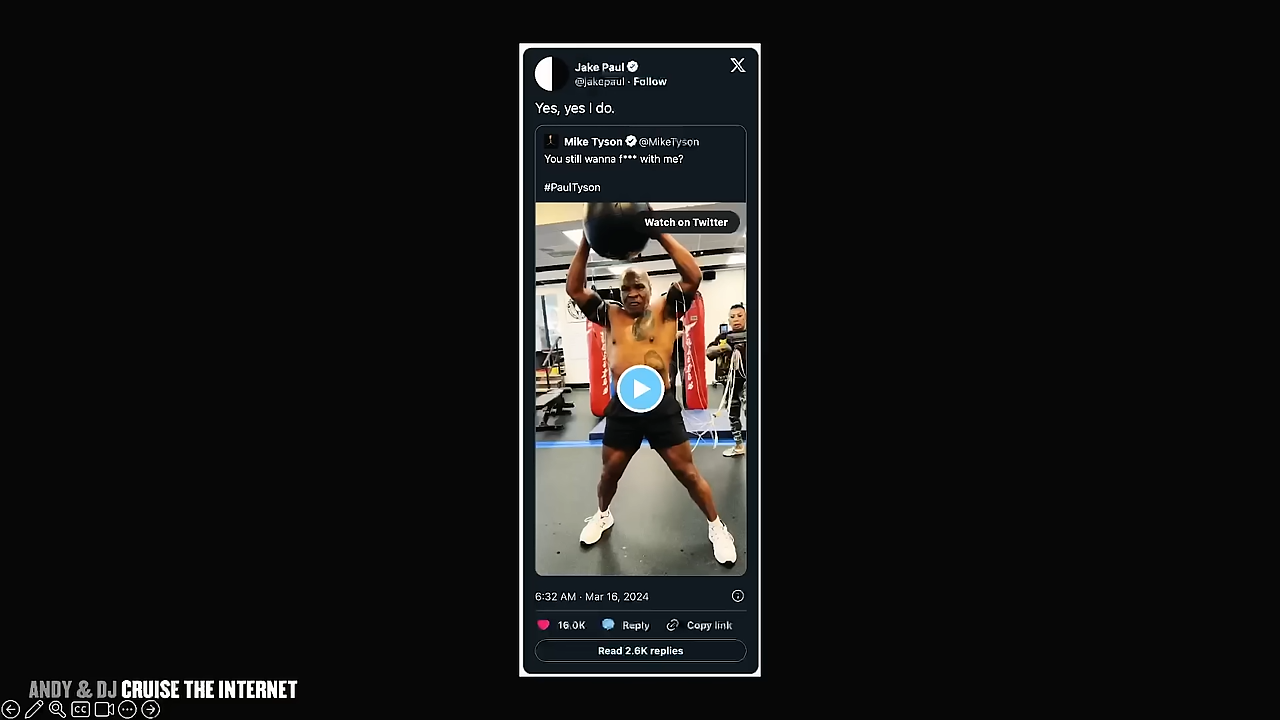 Jake Paul
@jakepaul · Follow
Yes, yes I do.
Mike Tyson @MikeTyson
You still wanna f*** with me?
#PaulTyson
Watch on Twitter
6:32 AM · Mar 16, 2024
16.0K Reply Copy link
Read 2.6K replies
ANDY & DJ CRUISE THE INTERNET
CC